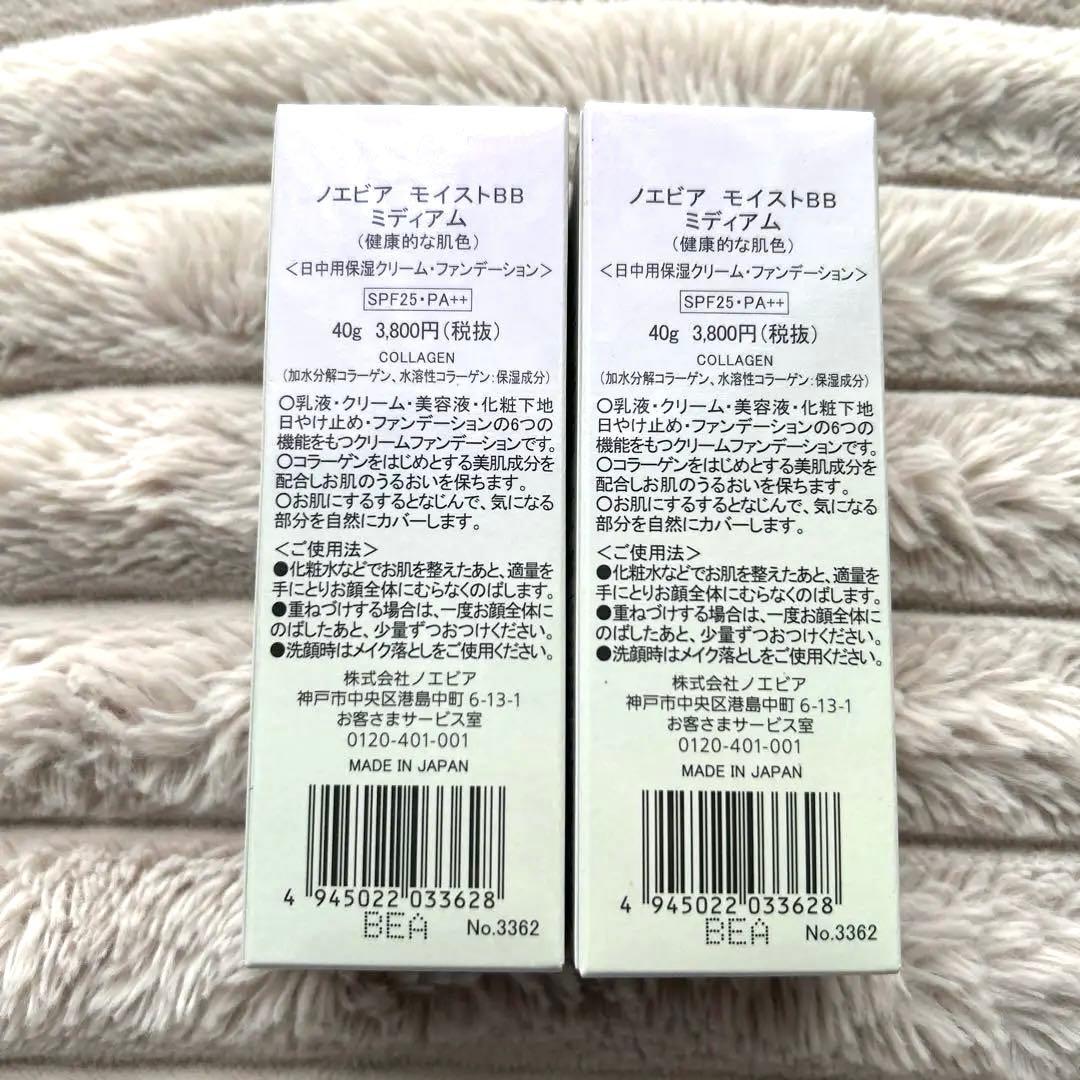 ノエビア モイストBB
ミディアム
（健康的な肌色）
＜日中用保湿クリーム・ファンデーション＞
SPF25・PA++
40g 3,800円（税抜）
COLLAGEN
（加水分解コラーゲン、水溶性コラーゲン：保湿成分）
○乳液・クリーム・美容液・化粧下地
日やけ止め・ファンデーションの6つの
機能をもつクリームファンデーションです。
○コラーゲンをはじめとする美肌成分を
配合しお肌のうるおいを保ちます。
○お肌にするするとなじんで、気になる
部分を自然にカバーします。
＜ご使用法＞
●化粧水などでお肌を整えたあと、適量を
手にとりお顔全体にむらなくのばします。
●重ねづけする場合は、一度お顔全体に
のばしたあと、少量ずつおつけください。
●洗顔時はメイク落としをご使用ください。
株式会社ノエビア
神戸市中央区港島中町 6-13-1
お客さまサービス室
0120-401-001
MADE IN JAPAN
4 945022 033628
BEA No.3362
ノエビア モイストBB
ミディアム
（健康的な肌色）
＜日中用保湿クリーム・ファンデーション＞
SPF25・PA++
40g 3,800円（税抜）
COLLAGEN
（加水分解コラーゲン、水溶性コラーゲン：保湿成分）
○乳液・クリーム・美容液・化粧下地
日やけ止め・ファンデーションの6つの
機能をもつクリームファンデーションです。
○コラーゲンをはじめとする美肌成分を
配合しお肌のうるおいを保ちます。
○お肌にするするとなじんで、気になる
部分を自然にカバーします。
＜ご使用法＞
●化粧水などでお肌を整えたあと、適量を
手にとりお顔全体にむらなくのばします。
●重ねづけする場合は、一度お顔全体に
のばしたあと、少量ずつおつけください。
●洗顔時はメイク落としをご使用ください。
株式会社ノエビア
神戸市中央区港島中町 6-13-1
お客さまサービス室
0120-401-001
MADE IN JAPAN
4 945022 033628
BEA No.3362